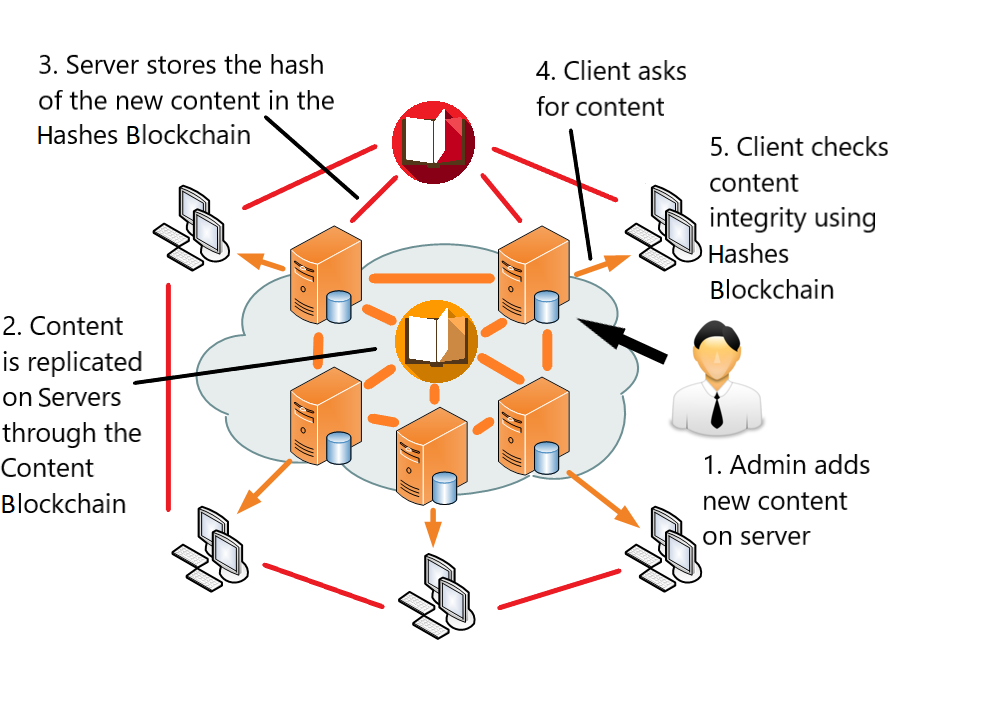 3. Server stores the hash
of the new content in the
Hashes Blockchain
4. Client asks
for content
5. Client checks
content
integrity using
Hashes
Blockchain
2. Content
is replicated
on Servers
through the
Content
Blockchain
1. Admin adds
new content
on server